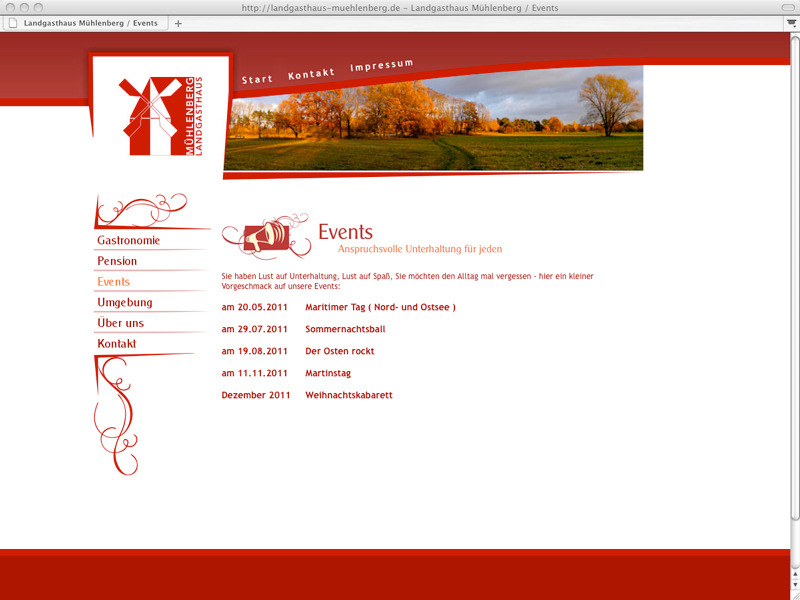 http://landgasthaus-muehlenberg.de – Landgasthaus Mühlenberg / Events
Landgasthaus Mühlenberg / Events
Start Kontakt Impressum
MÜHLENBERG
LANDGASTHAUS
Gastronomie
Pension
Events
Umgebung
Über uns
Kontakt
Events
Anspruchsvolle Unterhaltung für jeden
Sie haben Lust auf Unterhaltung, Lust auf Spaß, Sie möchten den Alltag mal vergessen - hier ein kleiner
Vorgeschmack auf unsere Events:
am 20.05.2011 Maritimer Tag ( Nord- und Ostsee )
am 29.07.2011 Sommernachtsball
am 19.08.2011 Der Osten rockt
am 11.11.2011 Martinstag
Dezember 2011 Weihnachtskabarett